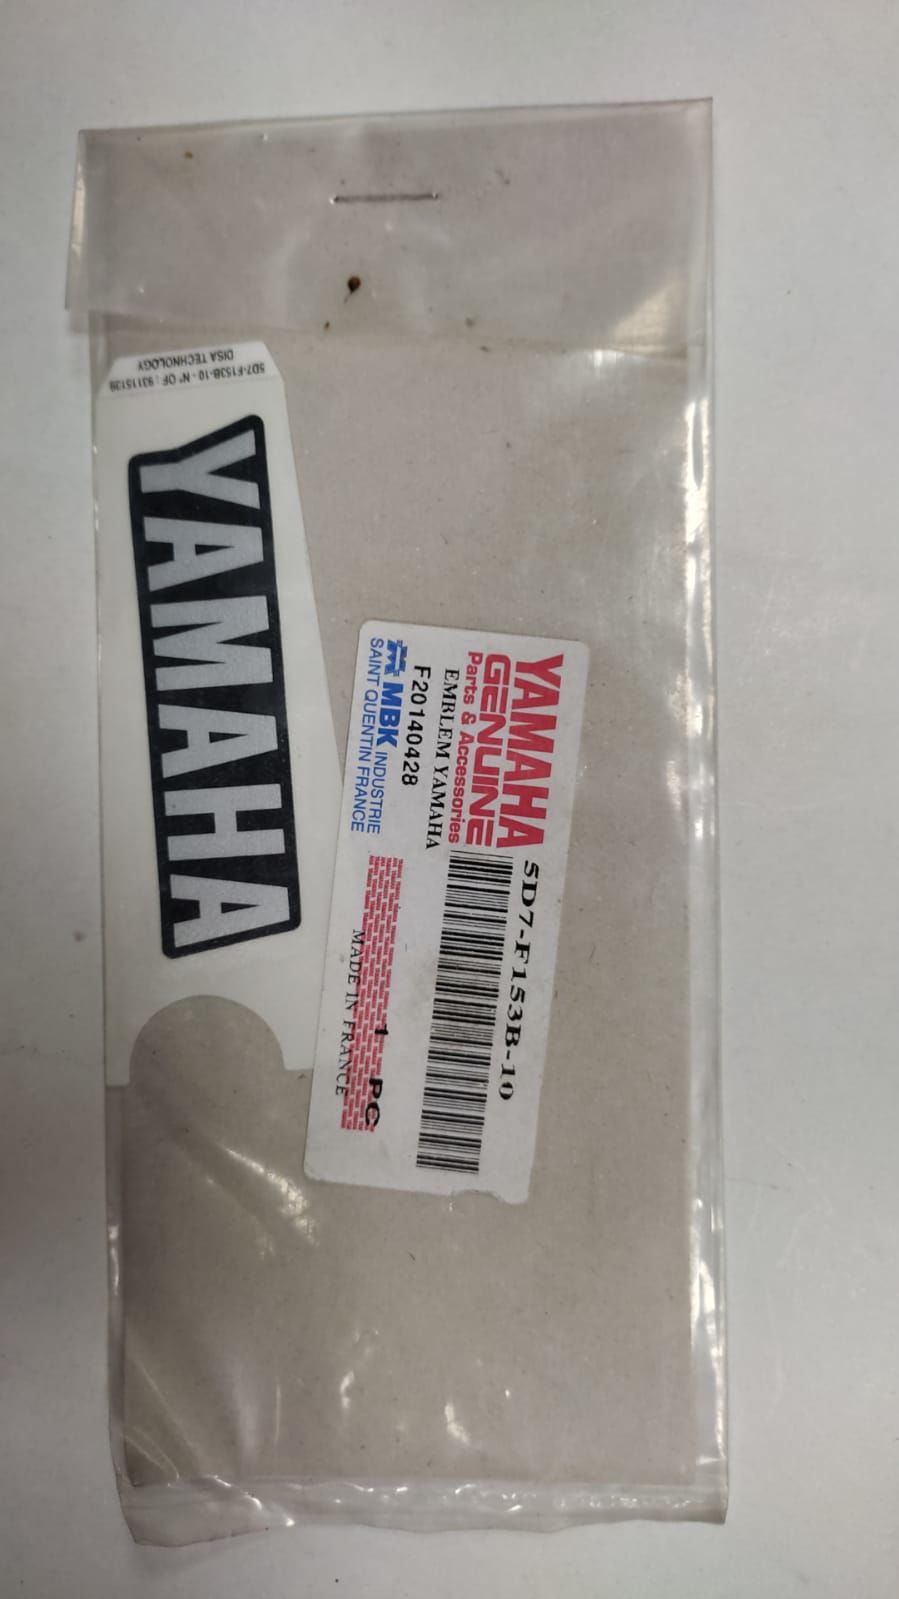 5D7-F153B-10 - N° OF : 93115139
DISA TECHNOLOGY
YAMAHA
YAMAHA
GENUINE
Parts & Accessories
5D7-F153B-10
EMBLEM YAMAHA
F20140428
1 PC
MBK INDUSTRIE
SAINT QUENTIN FRANCE
MADE IN FRANCE